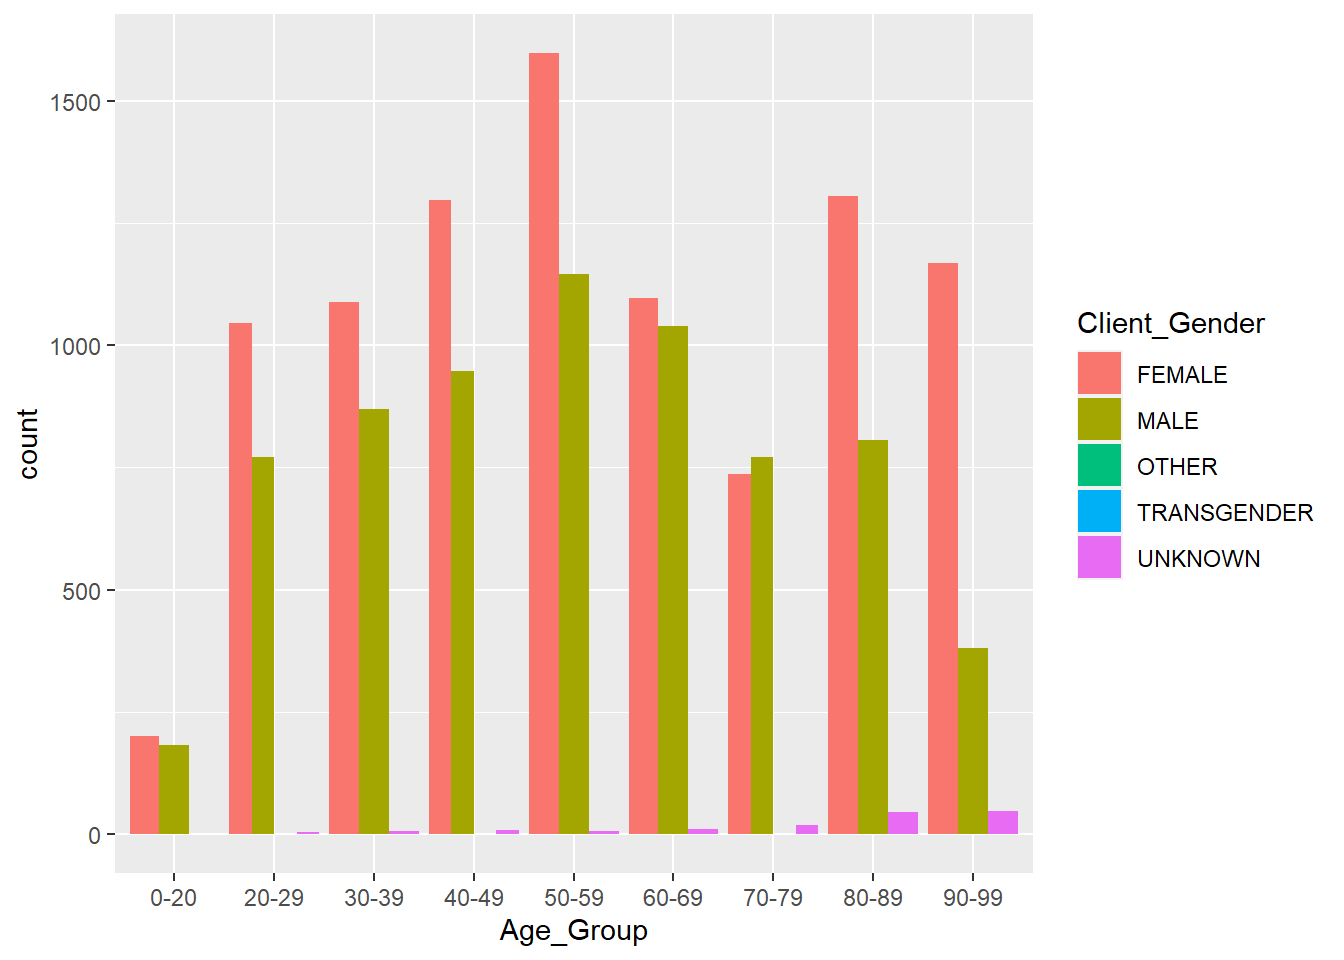 1500
1000
500
0
count
0-20 20-29 30-39 40-49 50-59 60-69 70-79 80-89 90-99
Age_Group
Client_Gender
FEMALE
MALE
OTHER
TRANSGENDER
UNKNOWN